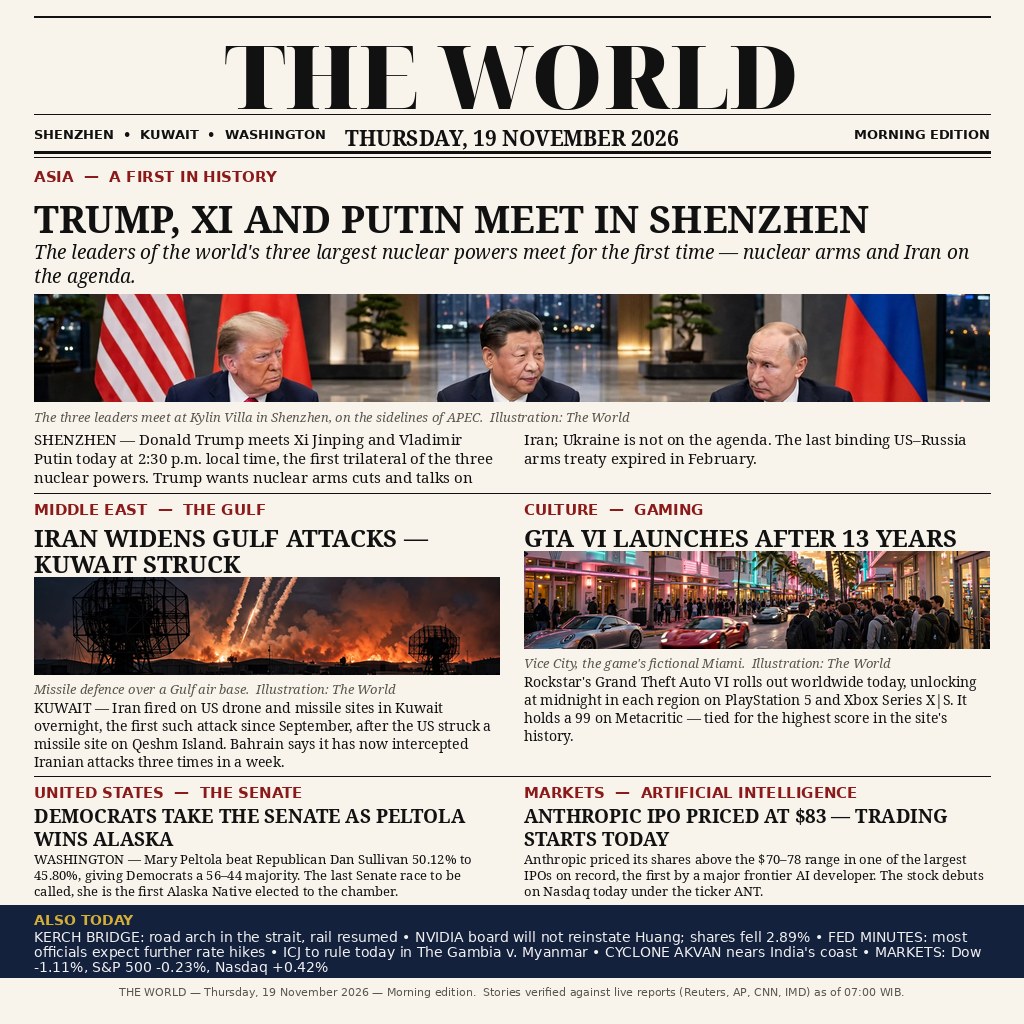 THE WORLD
SHENZHEN • KUWAIT • WASHINGTON
THURSDAY, 19 NOVEMBER 2026
MORNING EDITION
ASIA — A FIRST IN HISTORY
TRUMP, XI AND PUTIN MEET IN SHENZHEN
The leaders of the world's three largest nuclear powers meet for the first time — nuclear arms and Iran on
the agenda.
The three leaders meet at Kylin Villa in Shenzhen, on the sidelines of APEC. Illustration: The World
SHENZHEN — Donald Trump meets Xi Jinping and Vladimir
Putin today at 2:30 p.m. local time, the first trilateral of the three
nuclear powers. Trump wants nuclear arms cuts and talks on
Iran; Ukraine is not on the agenda. The last binding US–Russia
arms treaty expired in February.
MIDDLE EAST — THE GULF
IRAN WIDENS GULF ATTACKS —
KUWAIT STRUCK
Missile defence over a Gulf air base. Illustration: The World
KUWAIT — Iran fired on US drone and missile sites in Kuwait
overnight, the first such attack since September, after the US struck a
missile site on Qeshm Island. Bahrain says it has now intercepted
Iranian attacks three times in a week.
CULTURE — GAMING
GTA VI LAUNCHES AFTER 13 YEARS
Vice City, the game's fictional Miami. Illustration: The World
Rockstar's Grand Theft Auto VI rolls out worldwide today, unlocking
at midnight in each region on PlayStation 5 and Xbox Series X|S. It
holds a 99 on Metacritic — tied for the highest score in the site's
history.
UNITED STATES — THE SENATE
DEMOCRATS TAKE THE SENATE AS PELTOLA
WINS ALASKA
WASHINGTON — Mary Peltola beat Republican Dan Sullivan 50.12% to
45.80%, giving Democrats a 56–44 majority. The last Senate race to be
called, she is the first Alaska Native elected to the chamber.
MARKETS — ARTIFICIAL INTELLIGENCE
ANTHROPIC IPO PRICED AT $83 — TRADING
STARTS TODAY
Anthropic priced its shares above the $70–78 range in one of the largest
IPOs on record, the first by a major frontier AI developer. The stock debuts
on Nasdaq today under the ticker ANT.
ALSO TODAY
KERCH BRIDGE: road arch in the strait, rail resumed • NVIDIA board will not reinstate Huang; shares fell 2.89% • FED MINUTES: most
officials expect further rate hikes • ICJ to rule today in The Gambia v. Myanmar • CYCLONE AKVAN nears India's coast • MARKETS: Dow
-1.11%, S&P 500 -0.23%, Nasdaq +0.42%
THE WORLD — Thursday, 19 November 2026 — Morning edition. Stories verified against live reports (Reuters, AP, CNN, IMD) as of 07:00 WIB.